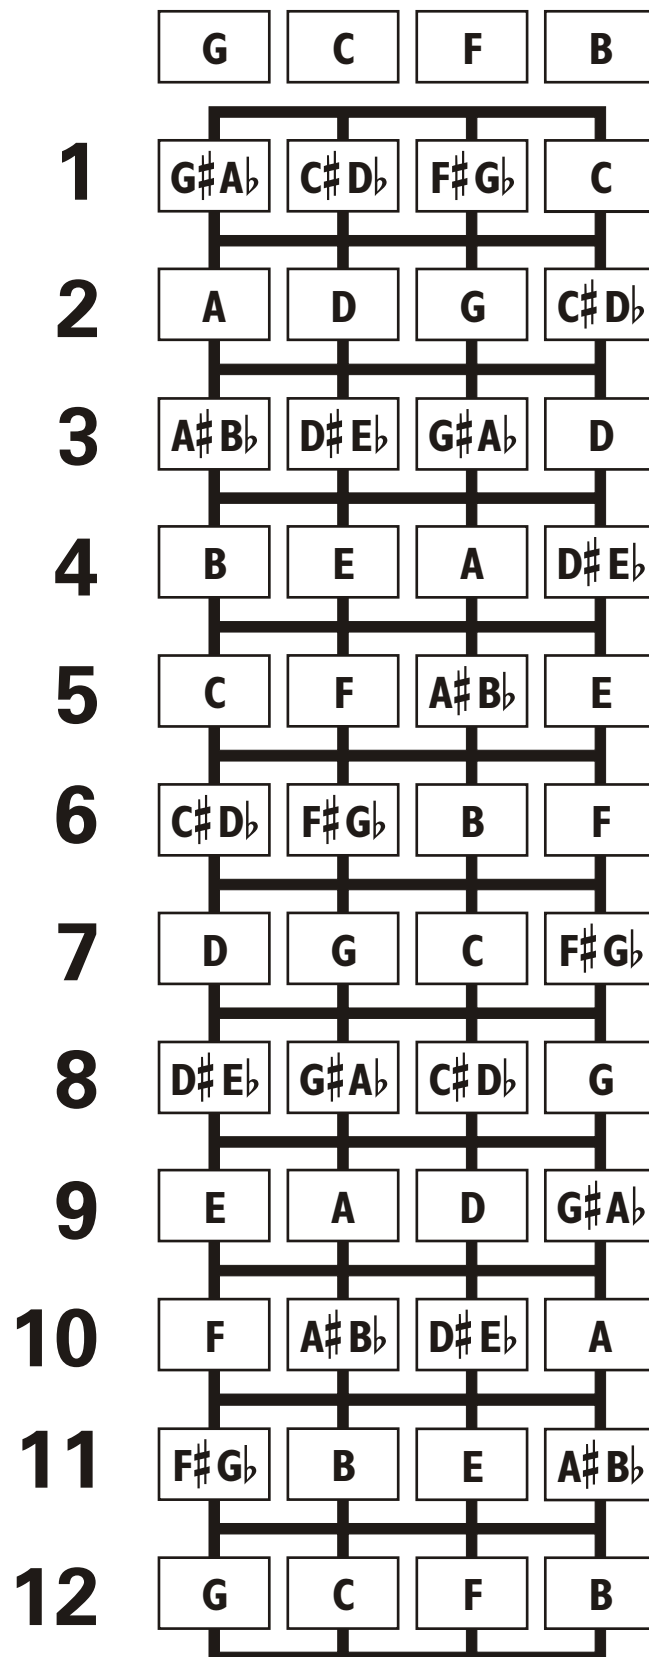 G C F B
1 G♯A♭ C♯D♭ F♯G♭ C
2 A D G C♯D♭
3 A♯B♭ D♯E♭ G♯A♭ D
4 B E A D♯E♭
5 C F A♯B♭ E
6 C♯D♭ F♯G♭ B F
7 D G C F♯G♭
8 D♯E♭ G♯A♭ C♯D♭ G
9 E A D G♯A♭
10 F A♯B♭ D♯E♭ A
11 F♯G♭ B E A♯B♭
12 G C F B